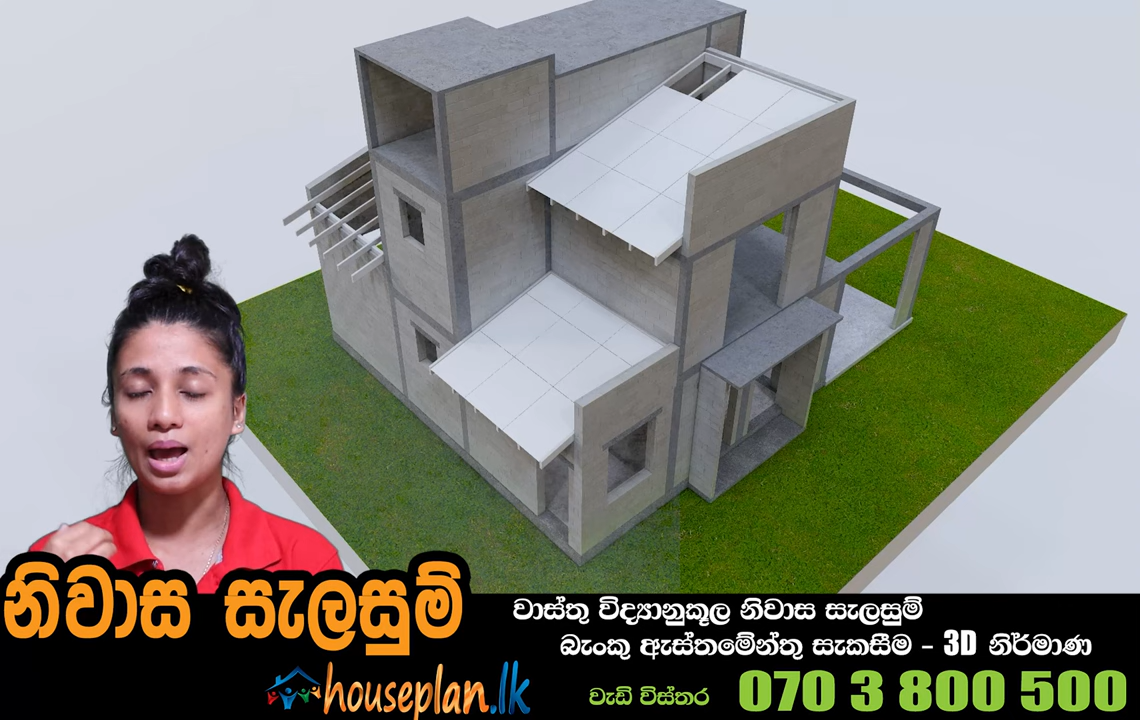 නිවාස සැලසුම්
වාස්තු විද්‍යානුකූල නිවාස සැලසුම්
බැංකු ඇස්තමේන්තු සැකසීම - 3D නිර්මාණ
houseplan.lk
වැඩි විස්තර 070 3 800 500